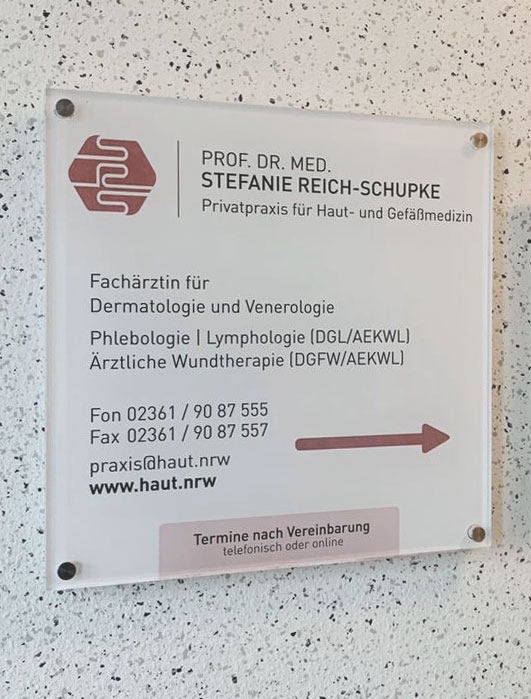 PROF. DR. MED.
STEFANIE REICH-SCHUPKE
Privatpraxis für Haut- und Gefäßmedizin
Fachärztin für
Dermatologie und Venerologie
Phlebologie | Lymphologie (DGL/AEKWL)
Ärztliche Wundtherapie (DGFW/AEKWL)
Fon 02361 / 90 87 555
Fax 02361 / 90 87 557
praxis@haut.nrw
www.haut.nrw
Termine nach Vereinbarung
telefonisch oder online